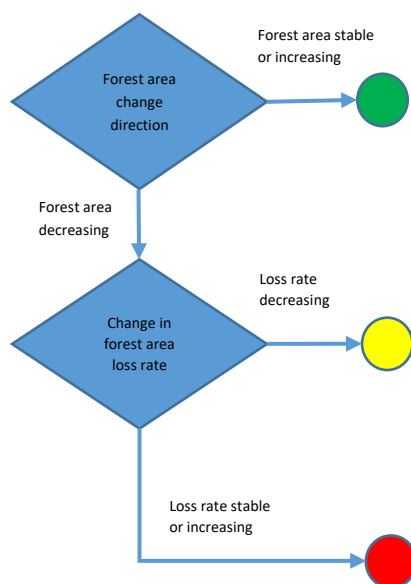 Forest area
change
direction
Forest area stable
or increasing
Forest area
decreasing
Change in
forest area
loss rate
Loss rate
decreasing
Loss rate stable
or increasing